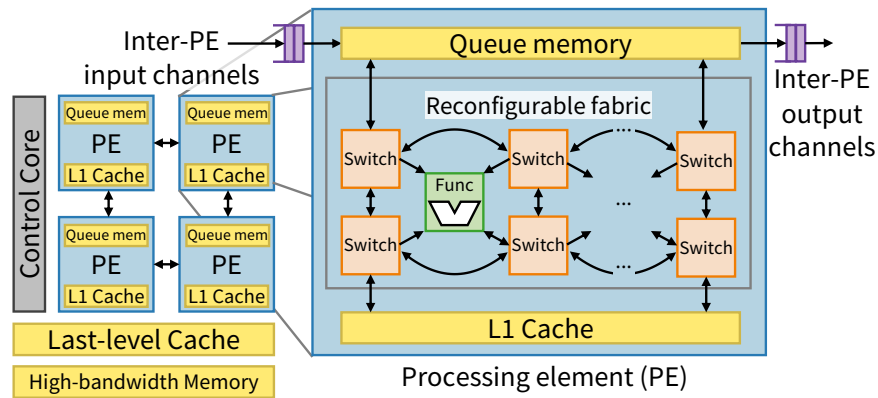 Inter-PE
input channels
Queue memory
Inter-PE
output
channels
Reconfigurable fabric
Control Core
Queue mem
PE
L1 Cache
Queue mem
PE
L1 Cache
Queue mem
PE
L1 Cache
Queue mem
PE
L1 Cache
Switch
Switch
...
Switch
Func
...
Switch
Switch
...
Switch
L1 Cache
Last-level Cache
High-bandwidth Memory
Processing element (PE)